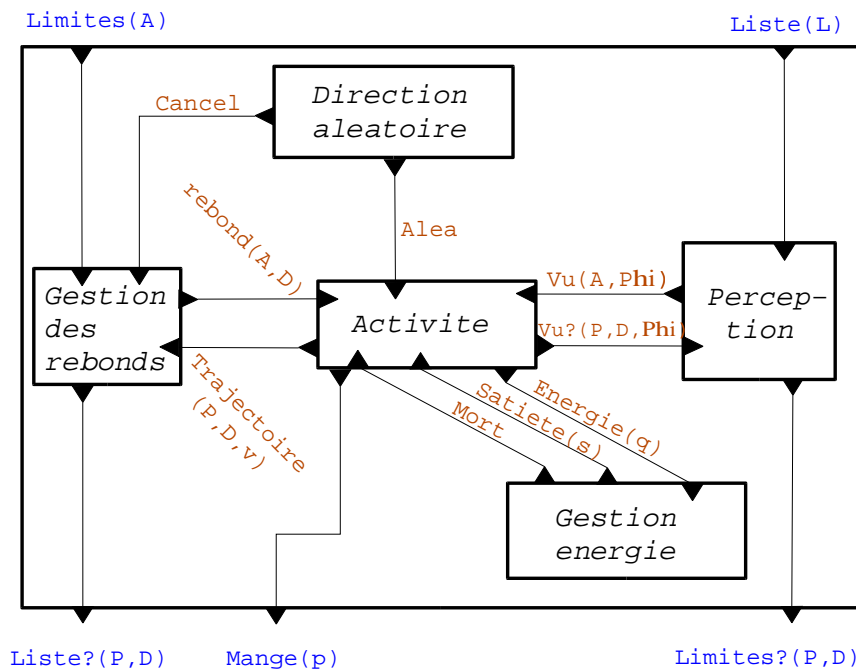 Limites(A)
Liste(L)
Direction
aleatoire
Cancel
rebond(A,D)
Alea
Gestion
des
rebonds
Activite
Vu(A,Phi)
Vu?(P,D,Phi)
Percep-
tion
Trajectoire
(P,D,v)
Mort
Satiete(s)
Energie(q)
Gestion
energie
Liste?(P,D)
Mange(p)
Limites?(P,D)